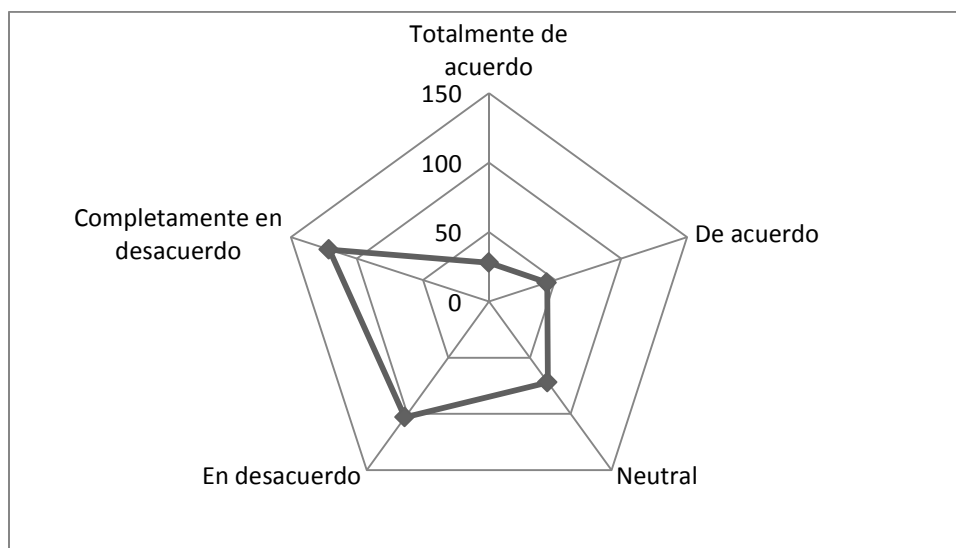 Totalmente de
acuerdo
150
100
50
0
De acuerdo
Neutral
En desacuerdo
Completamente en
desacuerdo